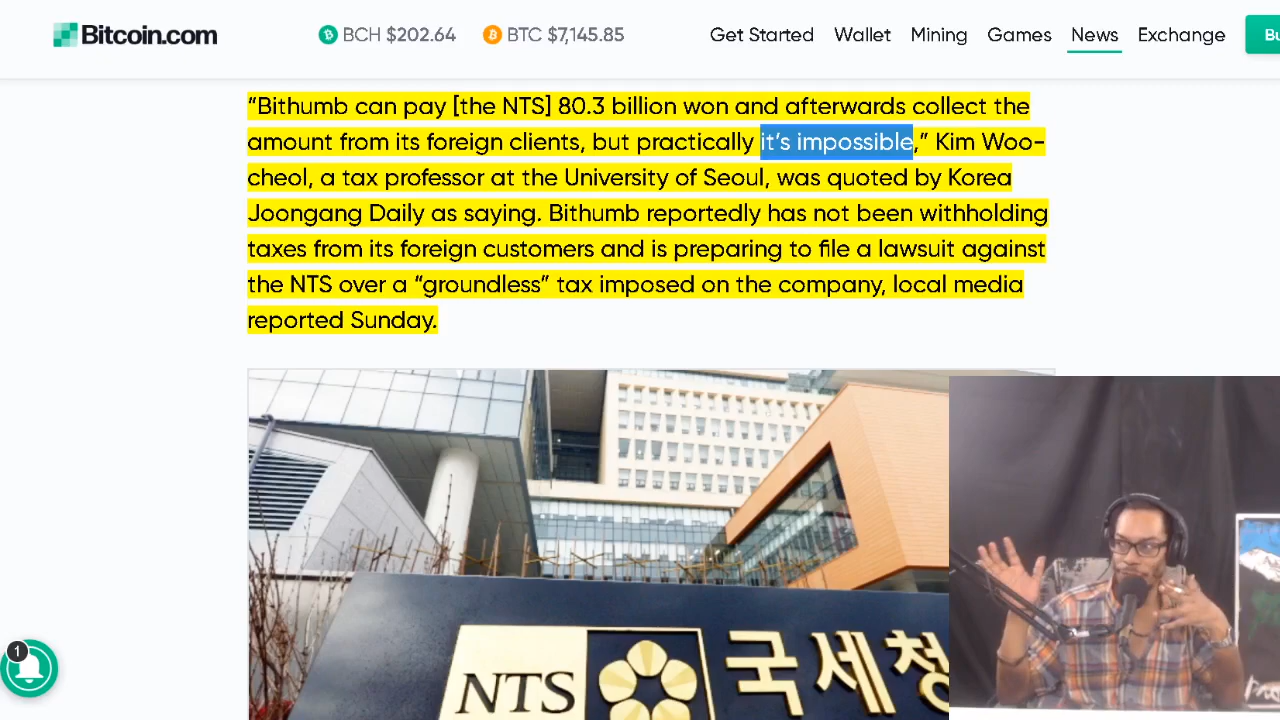 Bitcoin.com
BCH $202.64
BTC $7,145.85
Get Started
Wallet
Mining
Games
News
Exchange
“Bithumb can pay [the NTS] 80.3 billion won and afterwards collect the
amount from its foreign clients, but practically it’s impossible,” Kim Woo-
cheol, a tax professor at the University of Seoul, was quoted by Korea
Joongang Daily as saying. Bithumb reportedly has not been withholding
taxes from its foreign customers and is preparing to file a lawsuit against
the NTS over a “groundless” tax imposed on the company, local media
reported Sunday.
NTS 국세청
1